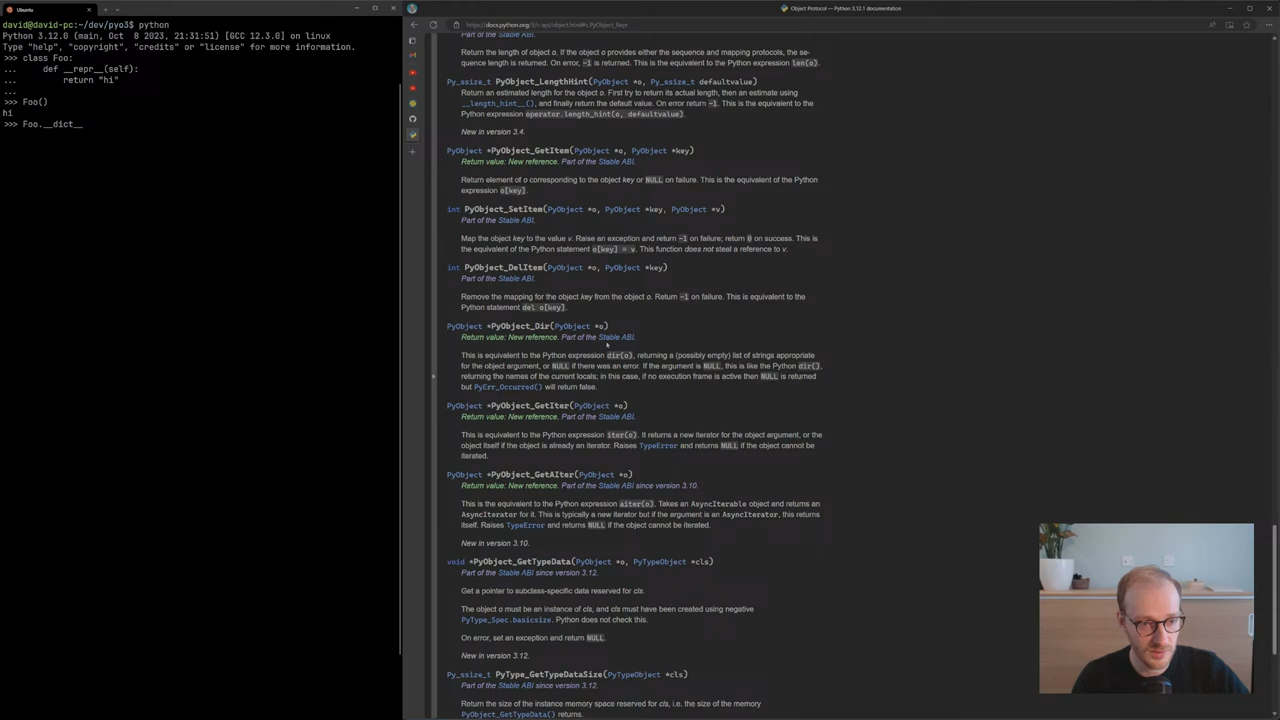 Ubuntu
david@david-pc:~/dev/pyo3$ python
Python 3.12.0 (main, Oct  8 2023, 21:31:51) [GCC 12.3.0] on linux
Type "help", "copyright", "credits" or "license" for more information.
>>> class Foo:
...     def __repr__(self):
...         return "hi"
...
>>> Foo()
hi
>>> Foo.__dict__
Object Protocol — Python 3.12.1 documentation
https://docs.python.org/3/c-api/object.html#c.PyObject_Repr
Part of the Stable ABI.
Return the length of object o. If the object o provides either the sequence and mapping protocols, the se-
quence length is returned. On error, -1 is returned. This is the equivalent to the Python expression len(o).
Py_ssize_t PyObject_LengthHint(PyObject *o, Py_ssize_t defaultvalue)
Return an estimated length for the object o. First try to return its actual length, then an estimate using
__length_hint__(), and finally return the default value. On error return -1. This is the equivalent to the
Python expression operator.length_hint(o, defaultvalue).
New in version 3.4.
PyObject *PyObject_GetItem(PyObject *o, PyObject *key)
Return value: New reference. Part of the Stable ABI.
Return element of o corresponding to the object key or NULL on failure. This is the equivalent of the Python
expression o[key].
int PyObject_SetItem(PyObject *o, PyObject *key, PyObject *v)
Part of the Stable ABI.
Map the object key to the value v. Raise an exception and return -1 on failure; return 0 on success. This is
the equivalent of the Python statement o[key] = v. This function does not steal a reference to v.
int PyObject_DelItem(PyObject *o, PyObject *key)
Part of the Stable ABI.
Remove the mapping for the object key from the object o. Return -1 on failure. This is equivalent to the
Python statement del o[key].
PyObject *PyObject_Dir(PyObject *o)
Return value: New reference. Part of the Stable ABI.
This is equivalent to the Python expression dir(o), returning a (possibly empty) list of strings appropriate
for the object argument, or NULL if there was an error. If the argument is NULL, this is like the Python dir(),
returning the names of the current locals; in this case, if no execution frame is active then NULL is returned
but PyErr_Occurred() will return false.
PyObject *PyObject_GetIter(PyObject *o)
Return value: New reference. Part of the Stable ABI.
This is equivalent to the Python expression iter(o). It returns a new iterator for the object argument, or the
object itself if the object is already an iterator. Raises TypeError and returns NULL if the object cannot be
iterated.
PyObject *PyObject_GetAIter(PyObject *o)
Return value: New reference. Part of the Stable ABI since version 3.10.
This is the equivalent to the Python expression aiter(o). Takes an AsyncIterable object and returns an
AsyncIterator for it. This is typically a new iterator but if the argument is an AsyncIterator, this returns
itself. Raises TypeError and returns NULL if the object cannot be iterated.
New in version 3.10.
void *PyObject_GetTypeData(PyObject *o, PyTypeObject *cls)
Part of the Stable ABI since version 3.12.
Get a pointer to subclass-specific data reserved for cls.
The object o must be an instance of cls, and cls must have been created using negative
PyType_Spec.basicsize. Python does not check this.
On error, set an exception and return NULL.
New in version 3.12.
Py_ssize_t PyType_GetTypeDataSize(PyTypeObject *cls)
Part of the Stable ABI since version 3.12.
Return the size of the instance memory space reserved for cls, i.e. the size of the memory
PyObject_GetTypeData() returns.